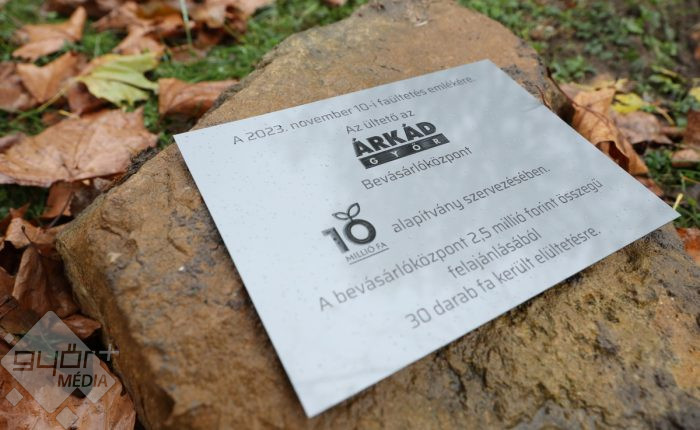 A 2023. november 10-i faültetés emlékére.
Az ültető az
ÁRKÁD
GYŐR
Bevásárlóközpont
10
MILLIÓ FA
alapítvány szervezésében.
A bevásárlóközpont 2,5 millió forint összegű
felajánlásából
30 darab fa került elültetésre.
győr+
MÉDIA